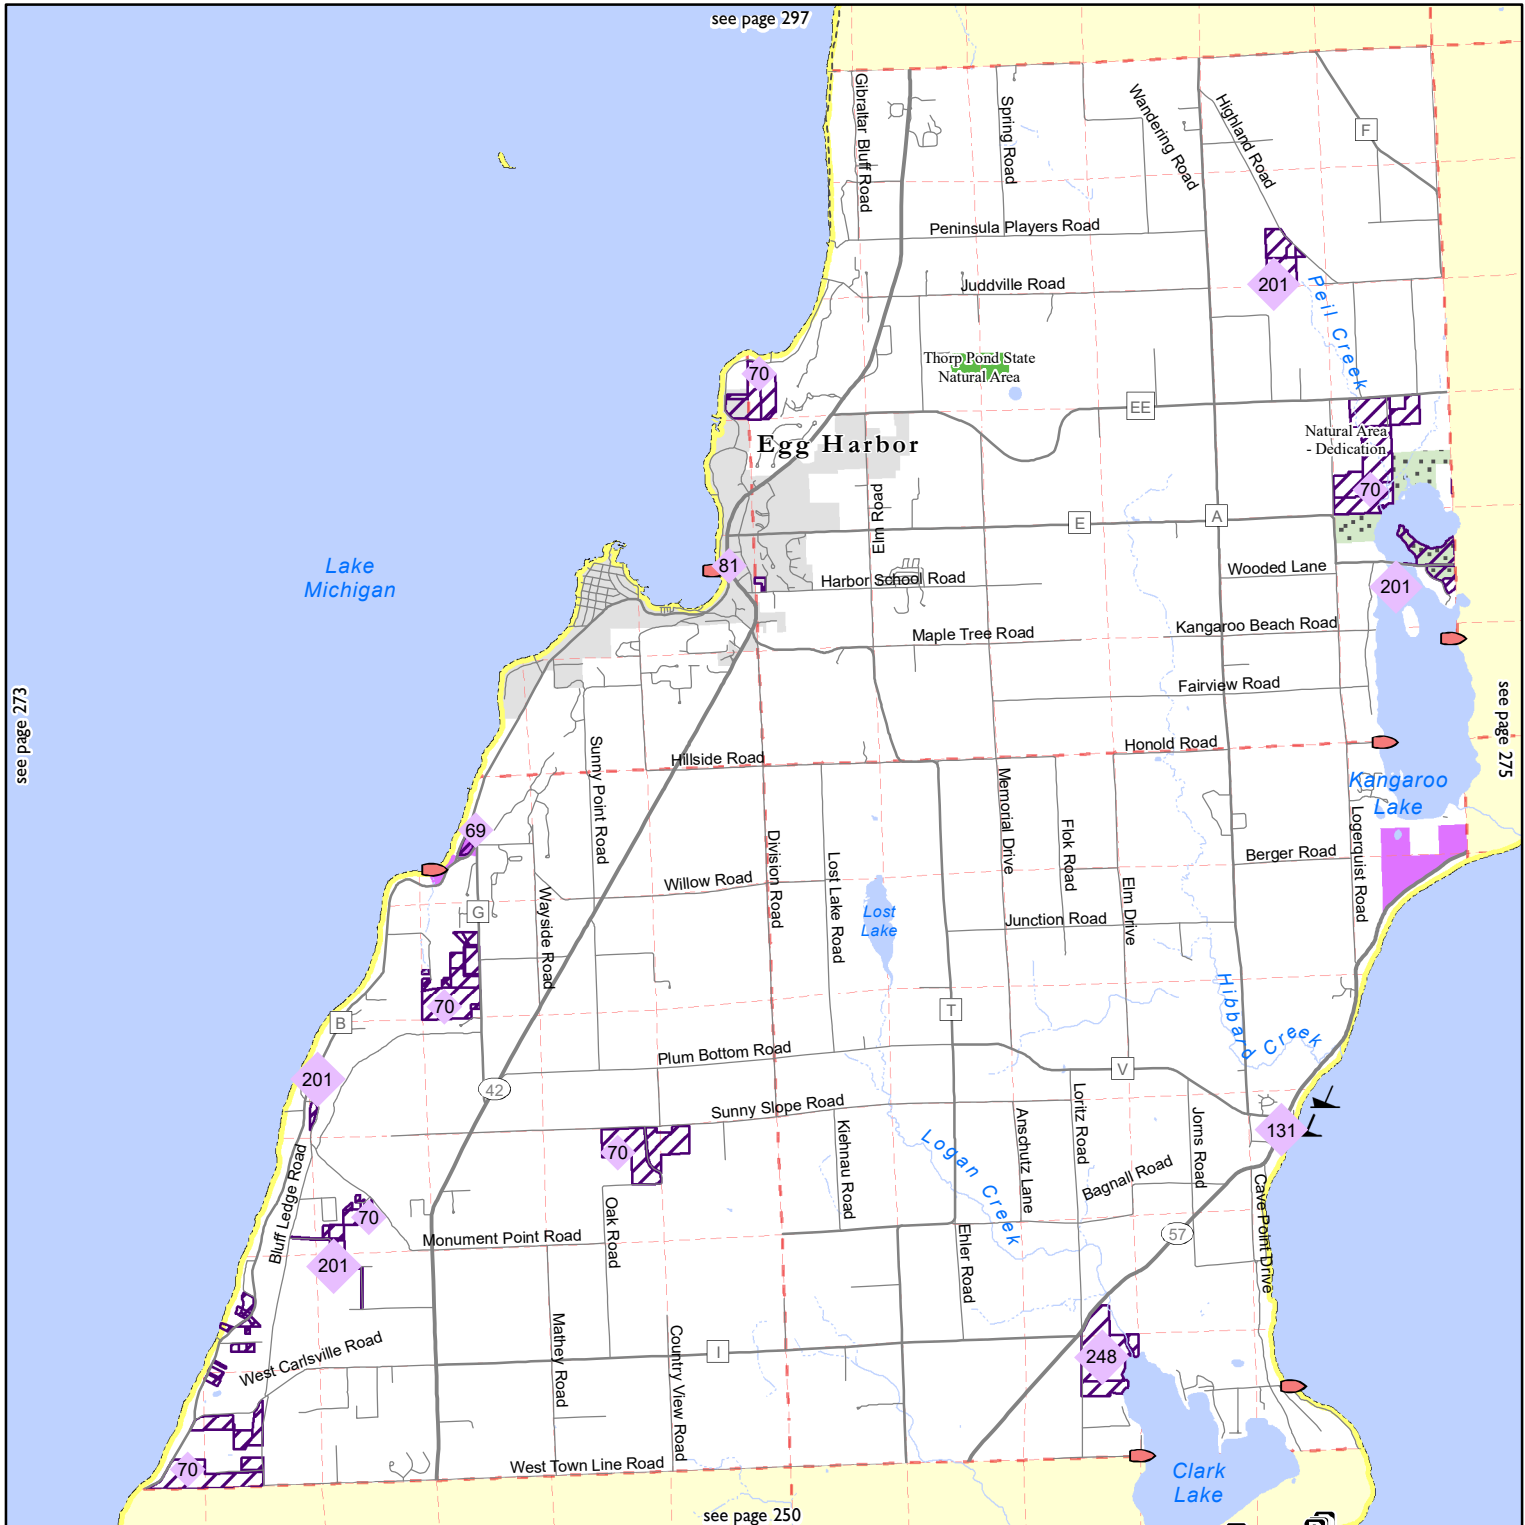 see page 297
Gibraltar Bluff Road
Spring Road
Wandering Road
Highland Road
F
Peninsula Players Road
201
Juddville Road
Peil Creek
Thorp Pond State
Natural Area
70
EE
Natural Area
- Dedication
Egg Harbor
70
Elm Road
E
A
Lake
Michigan
81
Harbor School Road
Wooded Lane
201
Maple Tree Road
Kangaroo Beach Road
Fairview Road
see page 273
see page 275
Sunny Point Road
Hillside Road
Honold Road
Memorial Drive
Kangaroo
Lake
69
Division Road
Lost Lake Road
Flok Road
Logerquist Road
Berger Road
Willow Road
Wayside Road
G
Lost
Lake
Elm Drive
Junction Road
70
T
Hibbard Creek
B
Plum Bottom Road
201
42
V
Loritz Road
Sunny Slope Road
Kiehnau Road
Logan Creek
Anschutz Lane
Jorns Road
131
70
Bagnall Road
Cave Point Drive
Bluff Ledge Road
70
Oak Road
Monument Point Road
57
Ehler Road
201
Mathey Road
Country View Road
I
West Carlsville Road
248
West Town Line Road
70
Clark
Lake
see page 250